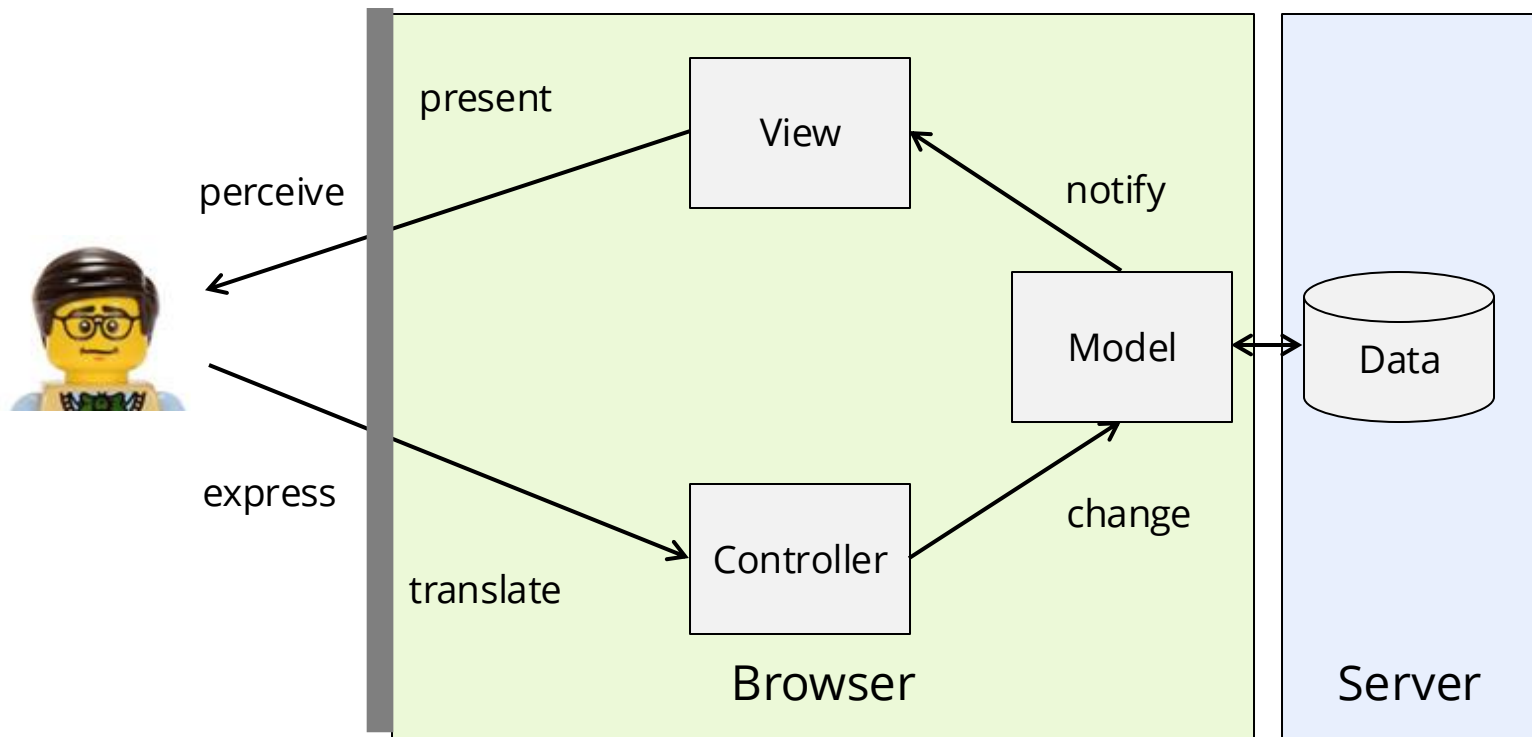 present
View
perceive
notify
Model
Data
express
change
Controller
translate
Browser
Server